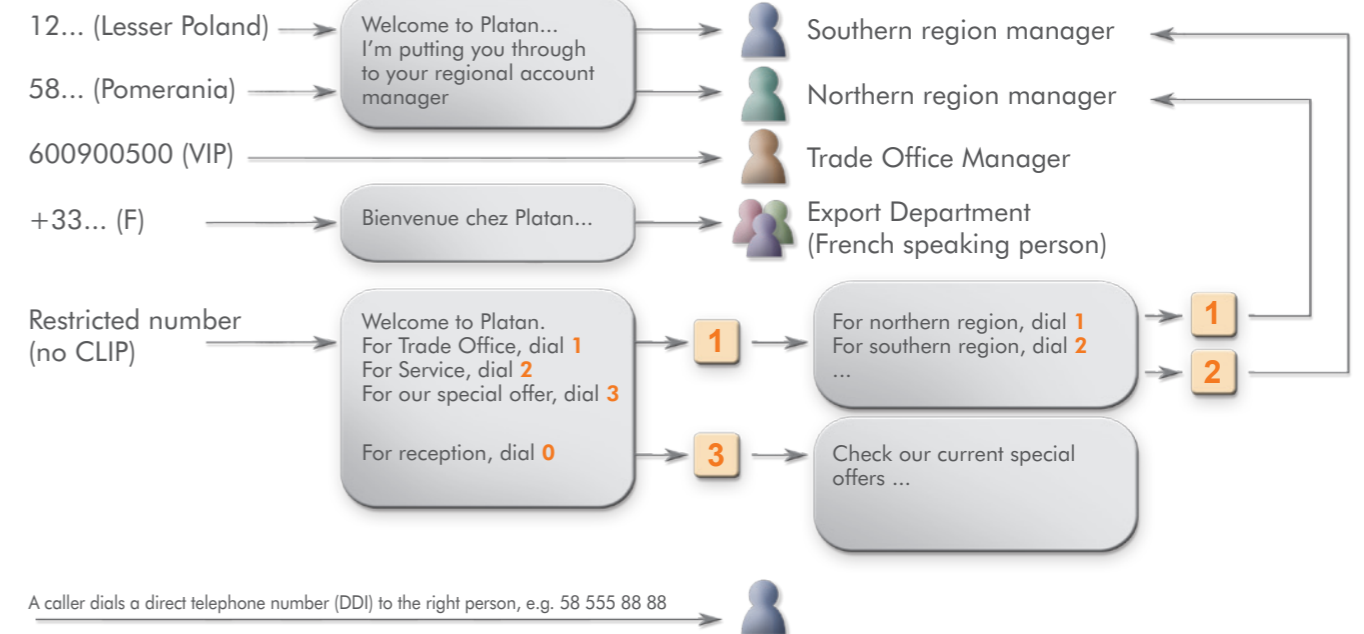 12... (Lesser Poland)
Welcome to Platan...
I'm putting you through
to your regional account
manager
Southern region manager
58... (Pomerania)
Northern region manager
600900500 (VIP)
Trade Office Manager
+33... (F)
Bienvenue chez Platan...
Export Department
(French speaking person)
Restricted number
(no CLIP)
Welcome to Platan.
For Trade Office, dial 1
For Service, dial 2
For our special offer, dial 3
For reception, dial 0
1
For northern region, dial 1
For southern region, dial 2
...
1
2
3
Check our current special
offers ...
A caller dials a direct telephone number (DDI) to the right person, e.g. 58 555 88 88